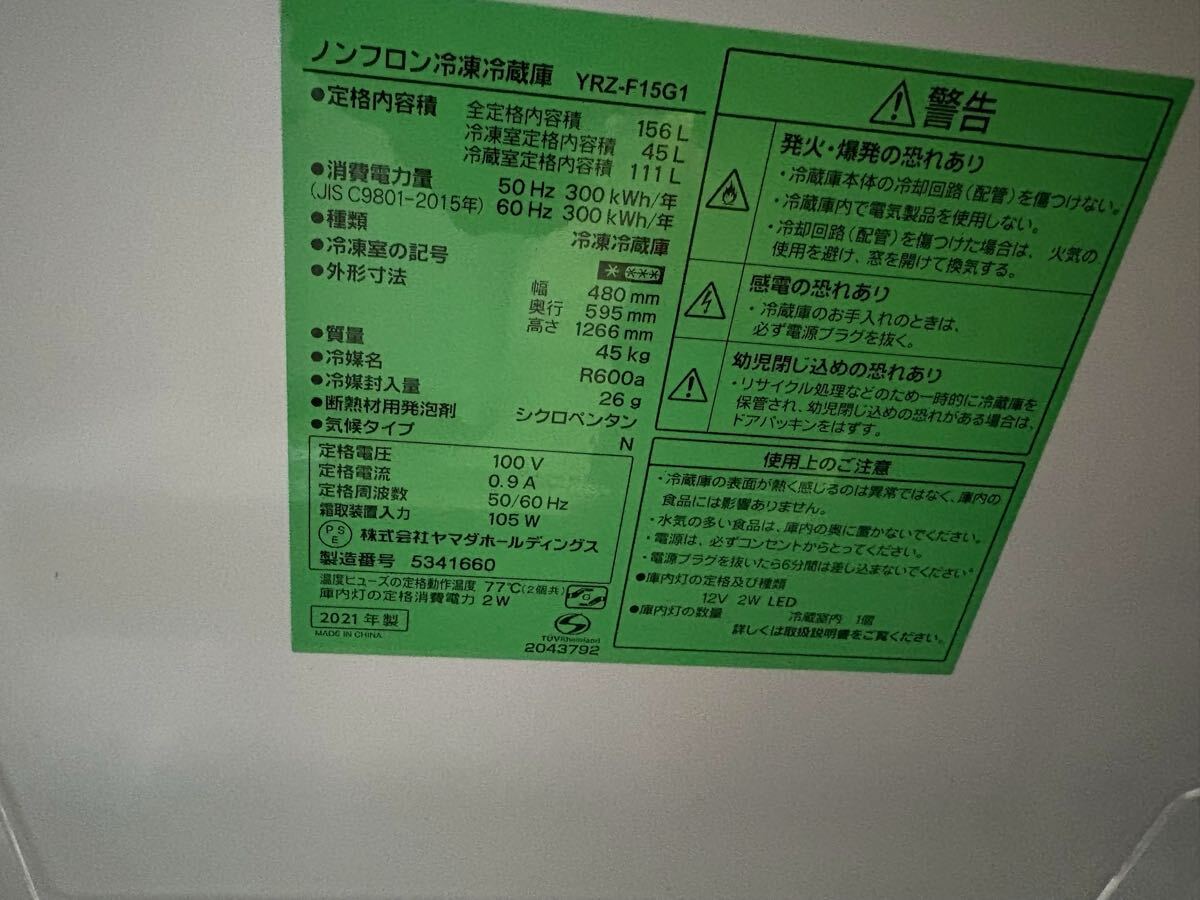 ノンフロン冷凍冷蔵庫 YRZ-F15G1
●定格内容積 全定格内容積 156 L
冷凍室定格内容積 45 L
冷蔵室定格内容積 111 L
●消費電力量 50 Hz 300 kWh/年
(JIS C9801-2015年) 60 Hz 300 kWh/年
●種類 冷凍冷蔵庫
●冷凍室の記号
●外形寸法 幅 480 mm
奥行 595 mm
高さ 1266 mm
●質量 45 kg
●冷媒名 R600a
●冷媒封入量 26 g
●断熱材用発泡剤 シクロペンタン
●気候タイプ N
定格電圧 100 V
定格電流 0.9 A
定格周波数 50/60 Hz
霜取装置入力 105 W
PSE 株式会社ヤマダホールディングス
製造番号 5341660
温度ヒューズの定格動作温度 77℃(2個共)
庫内灯の定格消費電力 2W
G
2021 年製
MADE IN CHINA
TÜVRheinland
2043792
警告
発火・爆発の恐れあり
・冷蔵庫本体の冷却回路(配管)を傷つけない。
・冷蔵庫内で電気製品を使用しない。
・冷却回路(配管)を傷つけた場合は、火気の
使用を避け、窓を開けて換気する。
感電の恐れあり
・冷蔵庫のお手入れのときは、
必ず電源プラグを抜く。
幼児閉じ込めの恐れあり
・リサイクル処理などのため一時的に冷蔵庫を
保管され、幼児閉じ込めの恐れがある場合は、
ドアパッキンをはずす。
使用上のご注意
・冷蔵庫の表面が熱く感じるのは異常ではなく、庫内の
食品には影響ありません。
・水気の多い食品は、庫内の奥に置かないでください。
・電源は、必ずコンセントからとってください。
・電源プラグを抜いたら6分間は差し込まないでください。
●庫内灯の定格及び種類
12V 2W LED
●庫内灯の数量 冷蔵室内 1個
詳しくは取扱説明書をご覧ください。